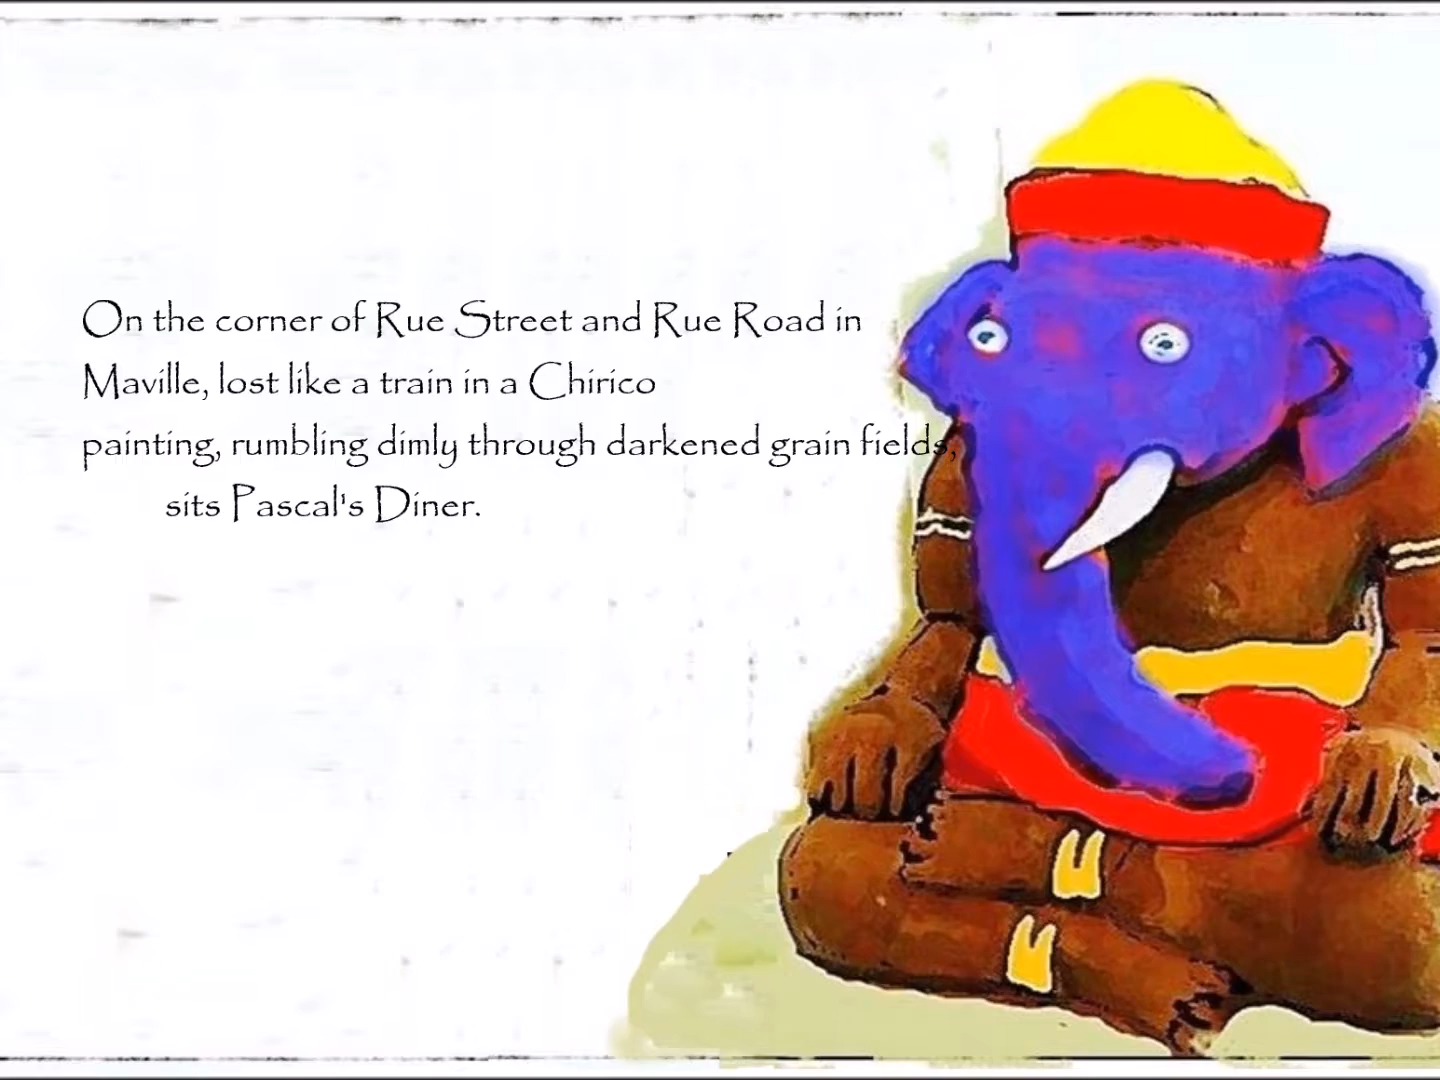 On the corner of Rue Street and Rue Road in
Maville, lost like a train in a Chirico
painting, rumbling dimly through darkened grain fields,
sits Pascal's Diner.